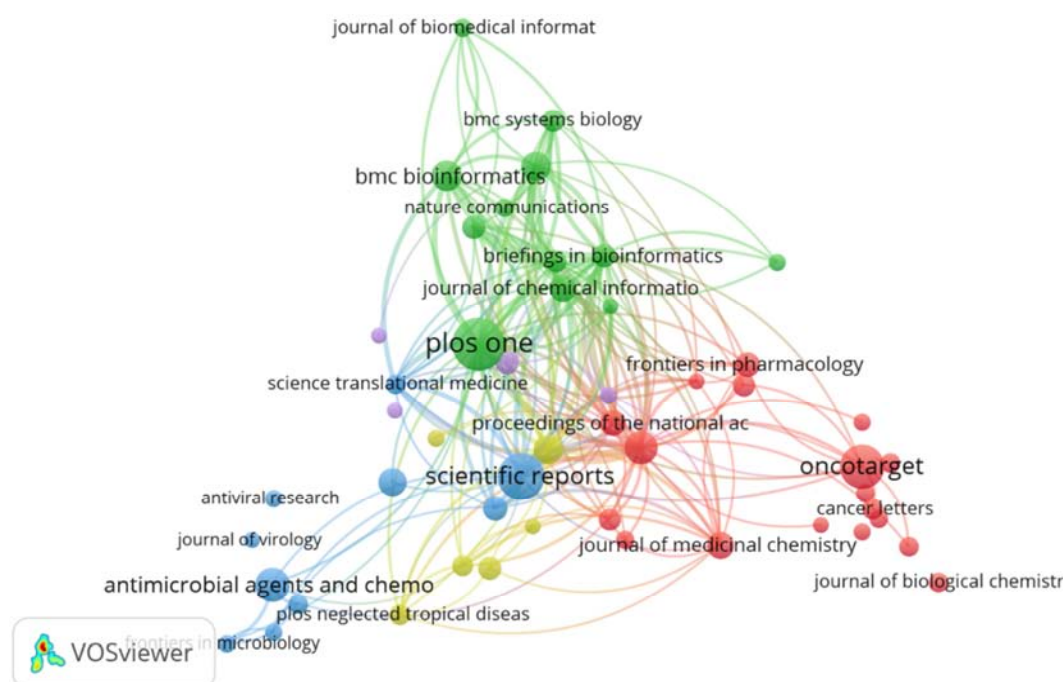 journal of biomedical informat
bmc systems biology
bmc bioinformatics
nature communications
briefings in bioinformatics
journal of chemical informatio
plos one
frontiers in pharmacology
science translational medicine
proceedings of the national ac
oncotarget
scientific reports
antiviral research
cancer letters
journal of virology
journal of medicinal chemistry
journal of biological chemistr
antimicrobial agents and chemo
plos neglected tropical diseas
frontiers in microbiology
VOSviewer